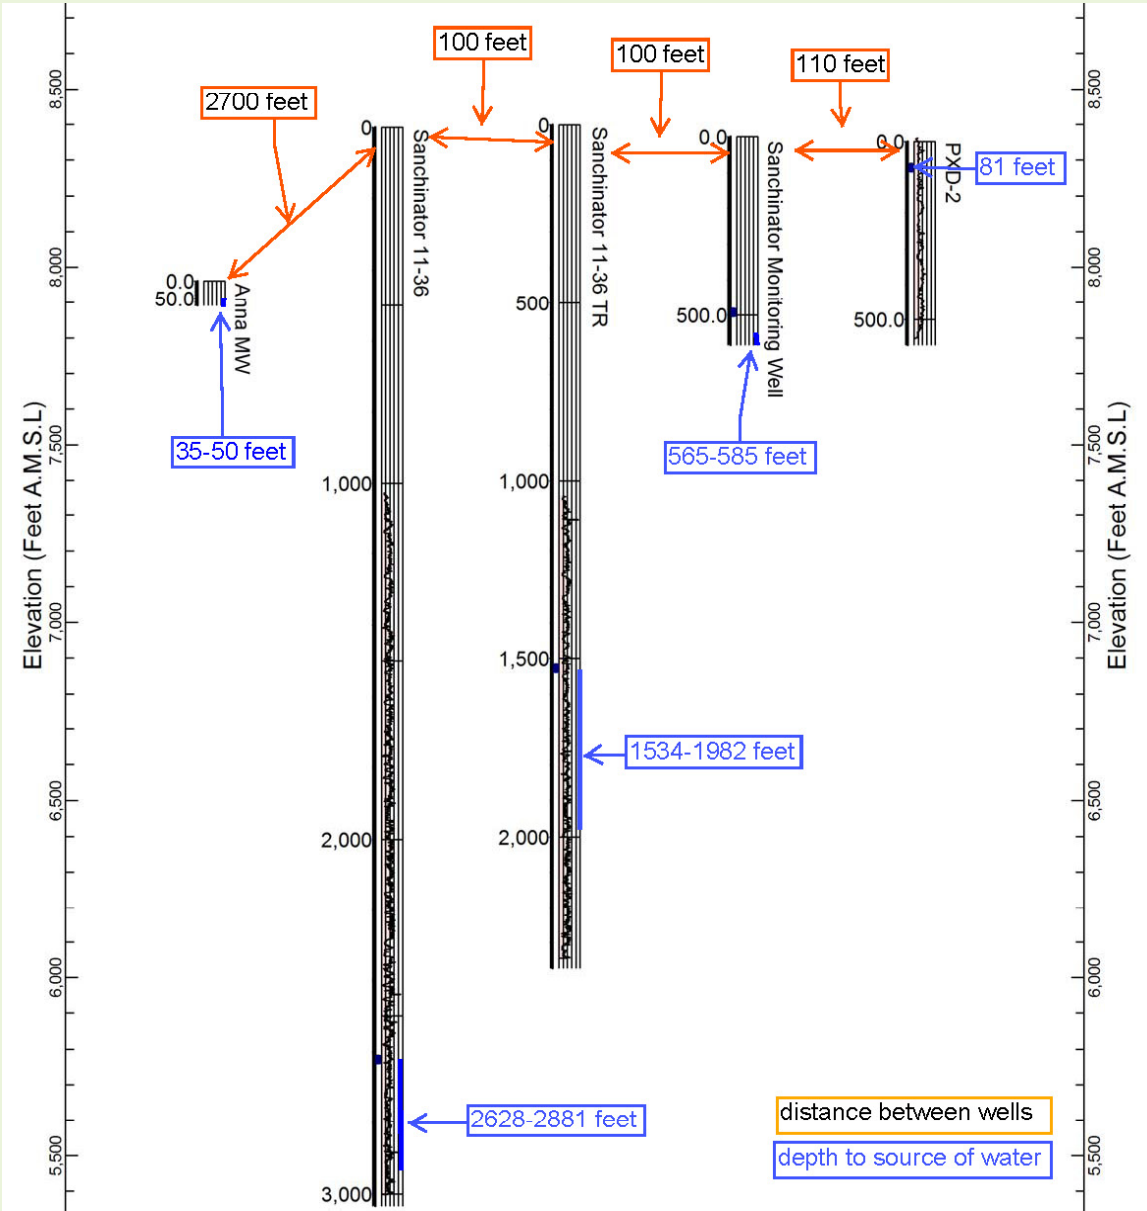 100 feet
100 feet
110 feet
2700 feet
8,500
8,500
0
0
0.0
0.0
Sanchinator 11-36
Sanchinator 11-36 TR
Sanchinator Monitoring Well
PXD-2
81 feet
8,000
8,000
0.0
50.0
Anna MW
500
500.0
500.0
35-50 feet
565-585 feet
7,500
7,500
Elevation (Feet A.M.S.L)
Elevation (Feet A.M.S.L)
1,000
1,000
7,000
7,000
1,500
1534-1982 feet
6,500
6,500
2,000
2,000
6,000
6,000
2628-2881 feet
distance between wells
depth to source of water
5,500
5,500
3,000